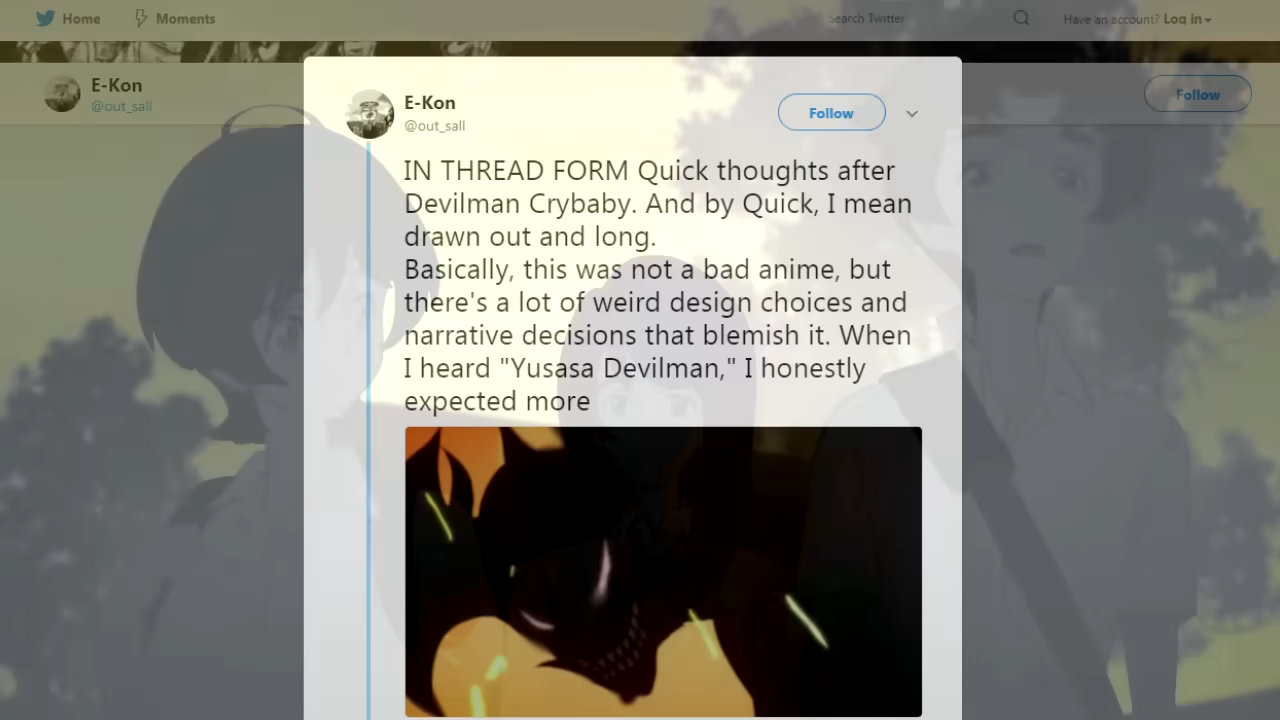 Home
Moments
Search Twitter
Have an account? Log in
E-Kon
@out_sall
Follow
E-Kon
@out_sall
Follow
IN THREAD FORM Quick thoughts after
Devilman Crybaby. And by Quick, I mean
drawn out and long.
Basically, this was not a bad anime, but
there's a lot of weird design choices and
narrative decisions that blemish it. When
I heard "Yusasa Devilman," I honestly
expected more